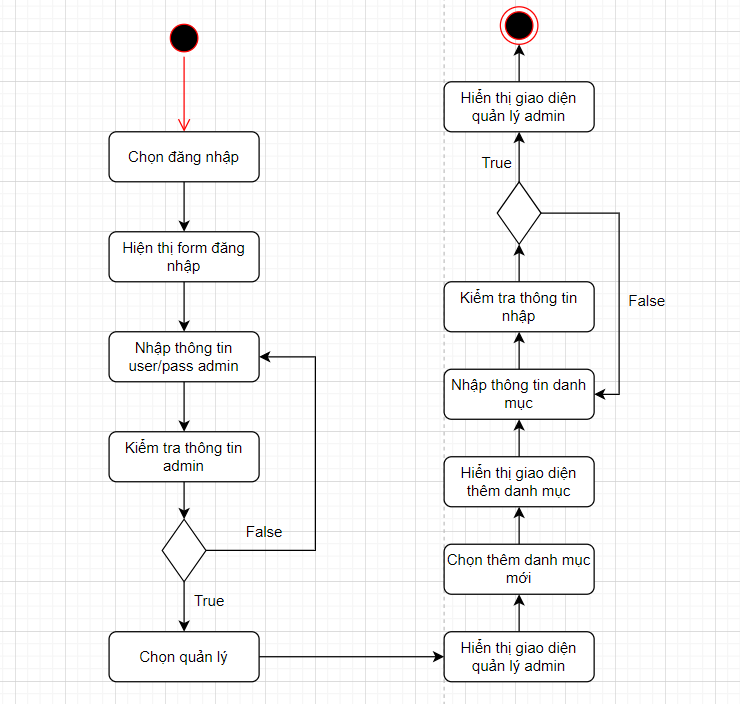 Chọn đăng nhập
Hiện thị form đăng
nhập
Nhập thông tin
user/pass admin
Kiểm tra thông tin
admin
False
True
Chọn quản lý
Hiển thị giao diện
quản lý admin
Chọn thêm danh mục
mới
Hiển thị giao diện
thêm danh mục
Nhập thông tin danh
mục
Kiểm tra thông tin
nhập
False
True
Hiển thị giao diện
quản lý admin